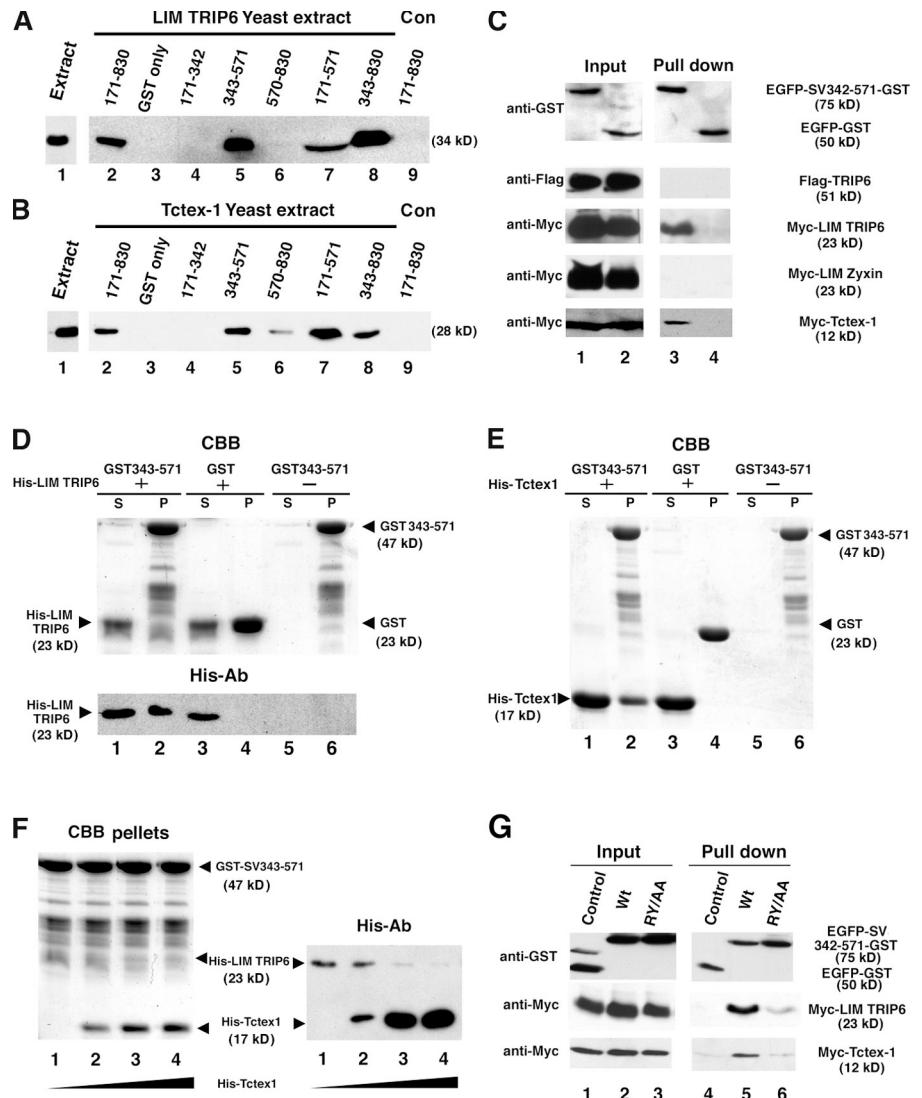 A
LIM TRIP6 Yeast extract
Con
Extract
171-830
GST only
171-342
343-571
570-830
171-571
343-830
171-830
(34 kD)
1 2 3 4 5 6 7 8 9
B
Tctex-1 Yeast extract
Con
Extract
171-830
GST only
171-342
343-571
570-830
171-571
343-830
171-830
(28 kD)
1 2 3 4 5 6 7 8 9
C
Input
Pull down
anti-GST
EGFP-SV342-571-GST
(75 kD)
EGFP-GST
(50 kD)
anti-Flag
Flag-TRIP6
(51 kD)
anti-Myc
Myc-LIM TRIP6
(23 kD)
anti-Myc
Myc-LIM Zyxin
(23 kD)
anti-Myc
Myc-Tctex-1
(12 kD)
1 2 3 4
D
CBB
GST343-571 GST GST343-571
His-LIM TRIP6 + + −
S P S P S P
GST343-571
(47 kD)
His-LIM
TRIP6
(23 kD)
GST
(23 kD)
His-Ab
His-LIM
TRIP6
(23 kD)
1 2 3 4 5 6
E
CBB
GST343-571 GST GST343-571
His-Tctex1 + + −
S P S P S P
GST343-571
(47 kD)
GST
(23 kD)
His-Tctex1
(17 kD)
1 2 3 4 5 6
F
CBB pellets
GST-SV343-571
(47 kD)
His-Ab
His-LIM TRIP6
(23 kD)
His-Tctex1
(17 kD)
1 2 3 4
1 2 3 4
His-Tctex1
G
Input
Pull down
Control
Wt
RY/AA
Control
Wt
RY/AA
anti-GST
EGFP-SV
342-571-GST
(75 kD)
EGFP-GST
(50 kD)
anti-Myc
Myc-LIM TRIP6
(23 kD)
anti-Myc
Myc-Tctex-1
(12 kD)
1 2 3 4 5 6